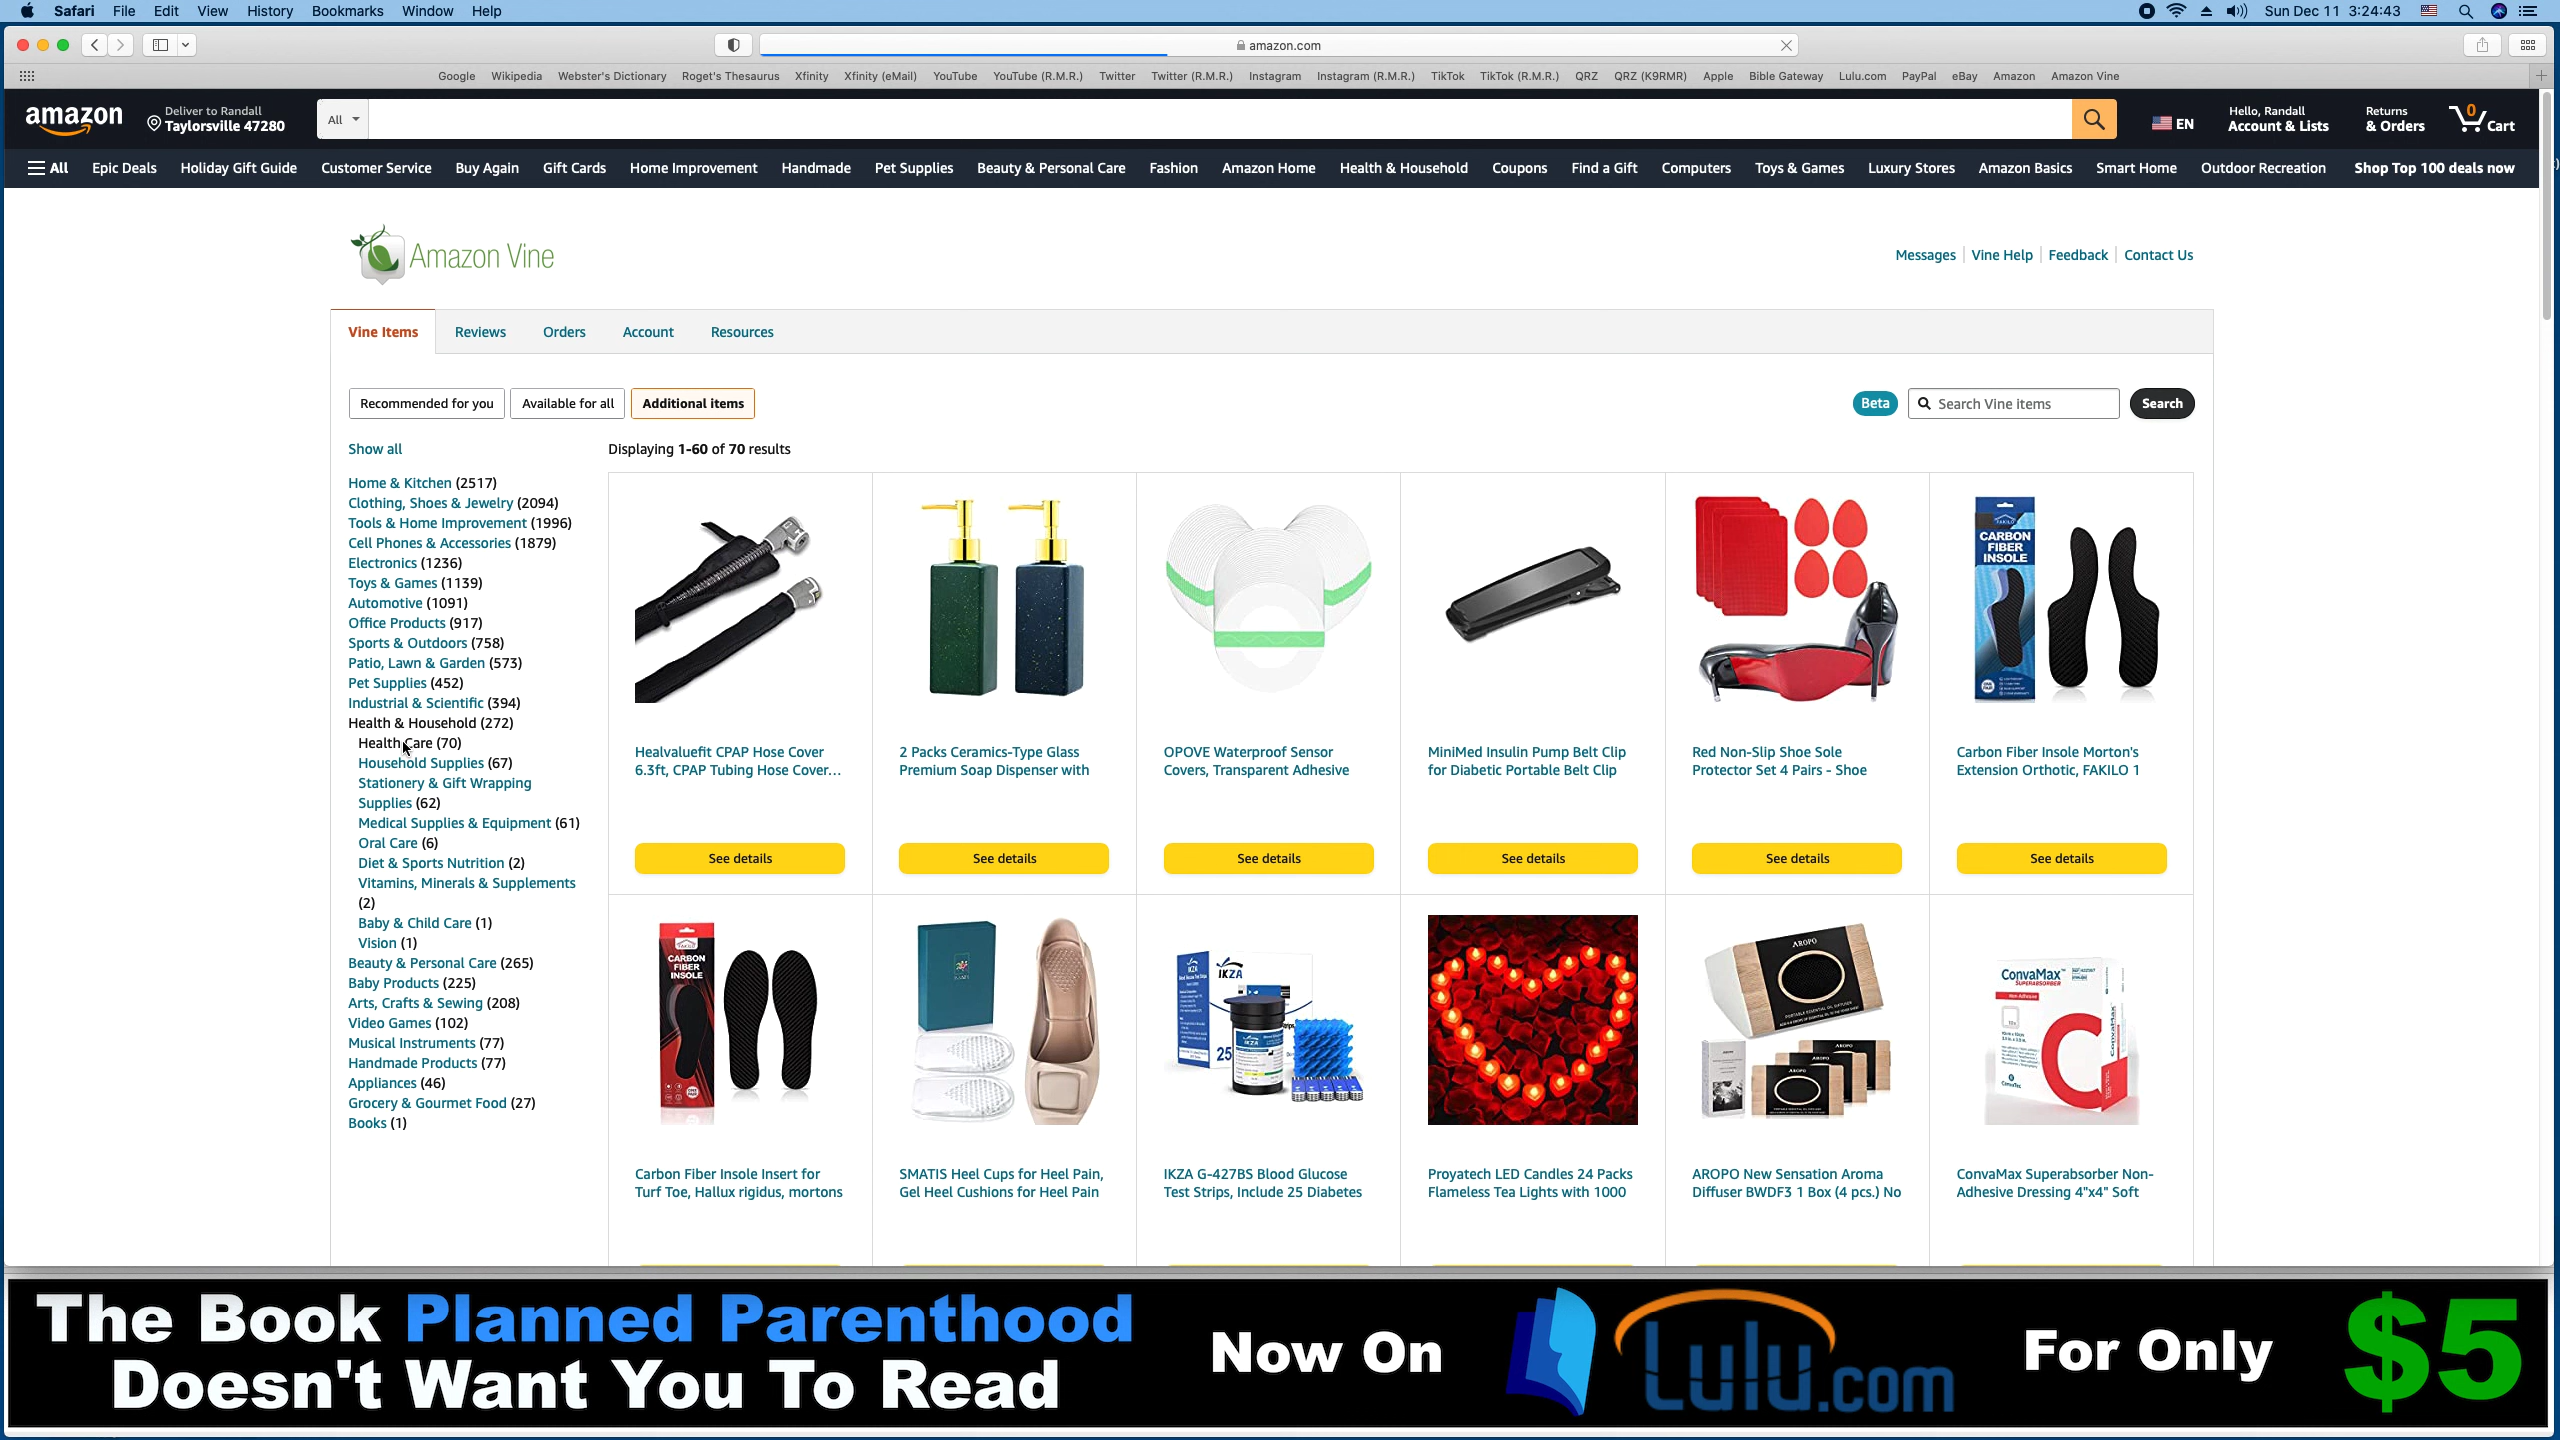 Safari File Edit View History Bookmarks Window Help
Sun Dec 11 3:24:43
amazon.com
Google Wikipedia Webster's Dictionary Roget's Thesaurus Xfinity Xfinity (eMail) YouTube YouTube (R.M.R.) Twitter Twitter (R.M.R.) Instagram Instagram (R.M.R.) TikTok TikTok (R.M.R.) QRZ QRZ (K9RMR) Apple Bible Gateway Lulu.com PayPal eBay Amazon Amazon Vine
amazon
Deliver to Randall
Taylorsville 47280
All
EN
Hello, Randall
Account & Lists
Returns
& Orders
0
Cart
All Epic Deals Holiday Gift Guide Customer Service Buy Again Gift Cards Home Improvement Handmade Pet Supplies Beauty & Personal Care Fashion Amazon Home Health & Household Coupons Find a Gift Computers Toys & Games Luxury Stores Amazon Basics Smart Home Outdoor Recreation Shop Top 100 deals now
Amazon Vine
Messages Vine Help Feedback Contact Us
Vine Items Reviews Orders Account Resources
Recommended for you Available for all Additional items
Beta Search Vine items Search
Show all
Displaying 1-60 of 70 results
Home & Kitchen (2517)
Clothing, Shoes & Jewelry (2094)
Tools & Home Improvement (1996)
Cell Phones & Accessories (1879)
Electronics (1236)
Toys & Games (1139)
Automotive (1091)
Office Products (917)
Sports & Outdoors (758)
Patio, Lawn & Garden (573)
Pet Supplies (452)
Industrial & Scientific (394)
Health & Household (272)
Health Care (70)
Household Supplies (67)
Stationery & Gift Wrapping
Supplies (62)
Medical Supplies & Equipment (61)
Oral Care (6)
Diet & Sports Nutrition (2)
Vitamins, Minerals & Supplements
(2)
Baby & Child Care (1)
Vision (1)
Beauty & Personal Care (265)
Baby Products (225)
Arts, Crafts & Sewing (208)
Video Games (102)
Musical Instruments (77)
Handmade Products (77)
Appliances (46)
Grocery & Gourmet Food (27)
Books (1)
CARBON
FIBER
INSOLE
Healvaluefit CPAP Hose Cover
6.3ft, CPAP Tubing Hose Cover...
See details
2 Packs Ceramics-Type Glass
Premium Soap Dispenser with
See details
OPOVE Waterproof Sensor
Covers, Transparent Adhesive
See details
MiniMed Insulin Pump Belt Clip
for Diabetic Portable Belt Clip
See details
Red Non-Slip Shoe Sole
Protector Set 4 Pairs - Shoe
See details
Carbon Fiber Insole Morton's
Extension Orthotic, FAKILO 1
See details
CARBON
FIBER
INSOLE
Carbon Fiber Insole Insert for
Turf Toe, Hallux rigidus, mortons
SMATIS Heel Cups for Heel Pain,
Gel Heel Cushions for Heel Pain
IKZA
IKZA
25
IKZA G-427BS Blood Glucose
Test Strips, Include 25 Diabetes
Proyatech LED Candles 24 Packs
Flameless Tea Lights with 1000
AROPO
AROPO New Sensation Aroma
Diffuser BWDF3 1 Box (4 pcs.) No
ConvaMax
SUPERABSORBER
ConvaMax Superabsorber Non-
Adhesive Dressing 4"x4" Soft
The Book Planned Parenthood
Doesn't Want You To Read
Now On
Lulu.com
For Only
$5